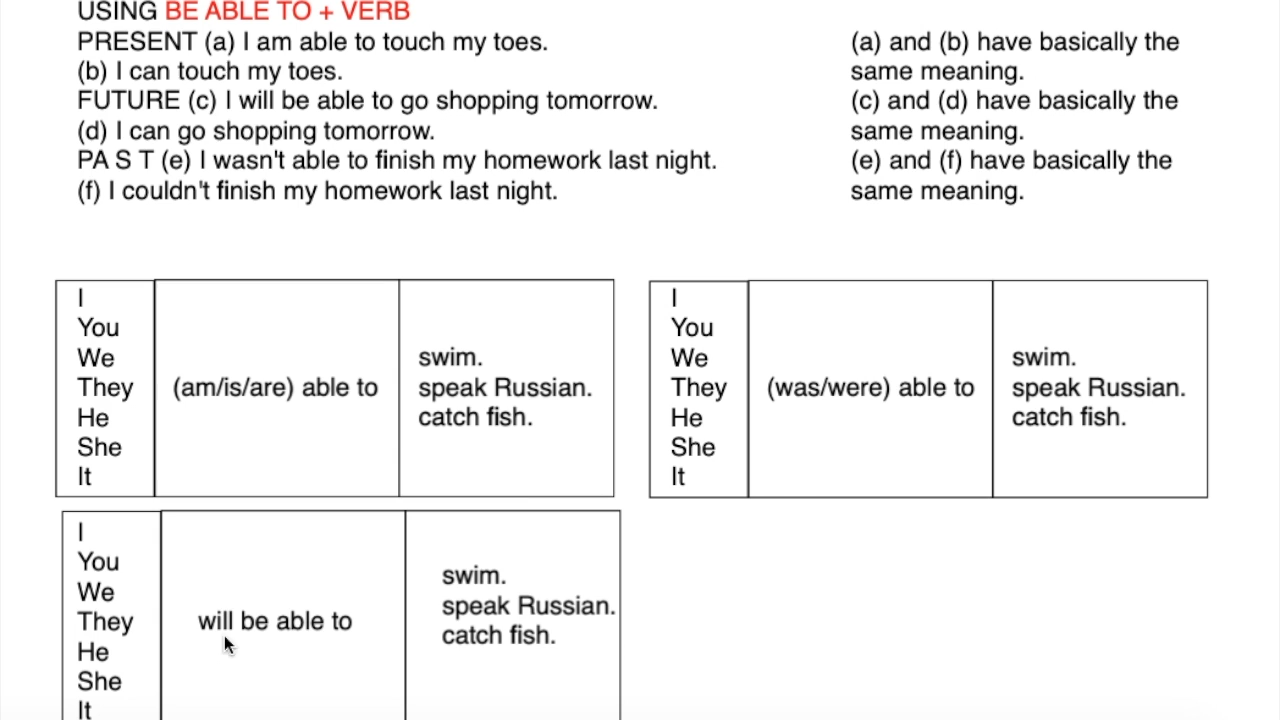 USING BE ABLE TO + VERB
PRESENT (a) I am able to touch my toes.
(b) I can touch my toes.
FUTURE (c) I will be able to go shopping tomorrow.
(d) I can go shopping tomorrow.
PA S T (e) I wasn't able to finish my homework last night.
(f) I couldn't finish my homework last night.
(a) and (b) have basically the
same meaning.
(c) and (d) have basically the
same meaning.
(e) and (f) have basically the
same meaning.
I
You
We
They
He
She
It
(am/is/are) able to
swim.
speak Russian.
catch fish.
I
You
We
They
He
She
It
(was/were) able to
swim.
speak Russian.
catch fish.
I
You
We
They
He
She
It
will be able to
swim.
speak Russian.
catch fish.